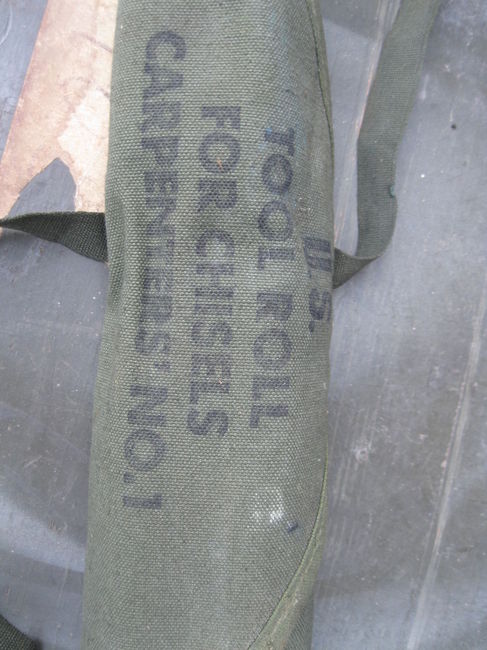 U.S.
TOOL ROLL
FOR CHISELS
CARPENTERS' NO.1